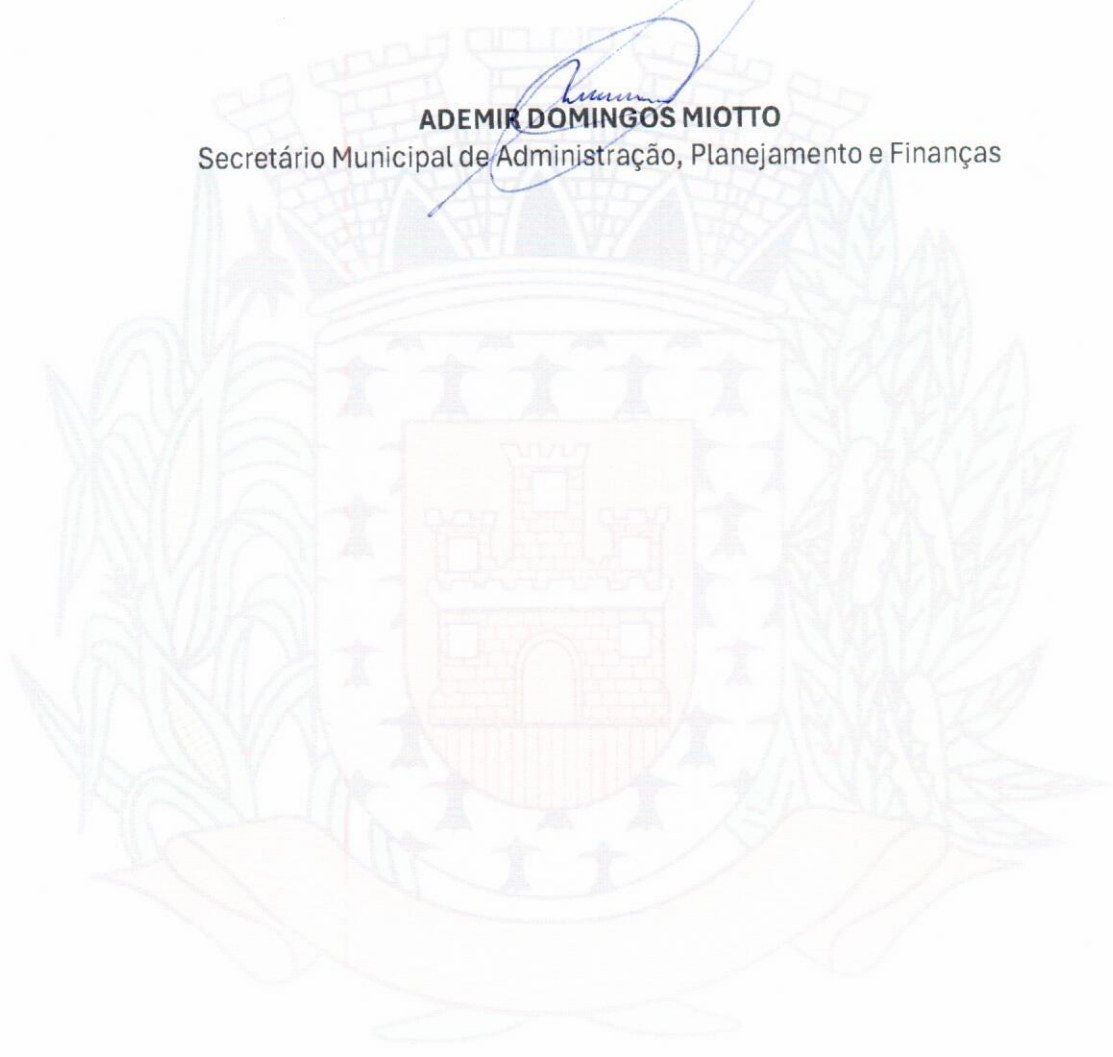 ADEMIR DOMINGOS MIOTTO
Secretário Municipal de Administração, Planejamento e Finanças